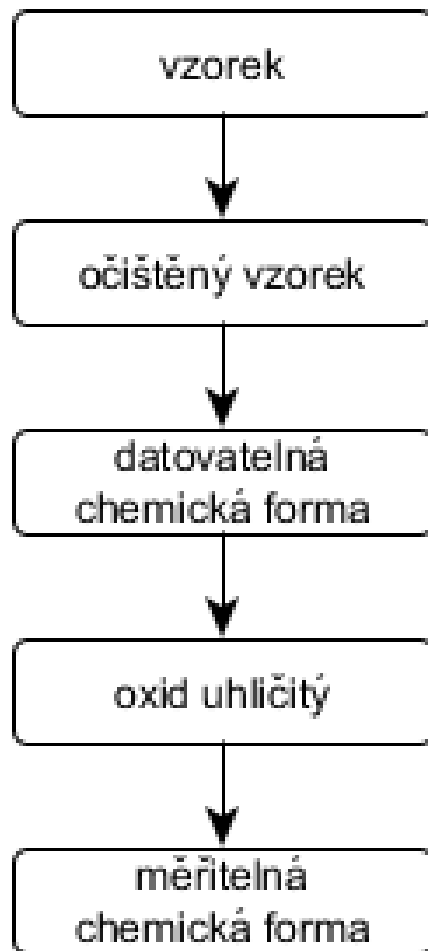 vzorek
očištěný vzorek
datovatelná
chemická forma
oxid uhličitý
měřitelná
chemická forma